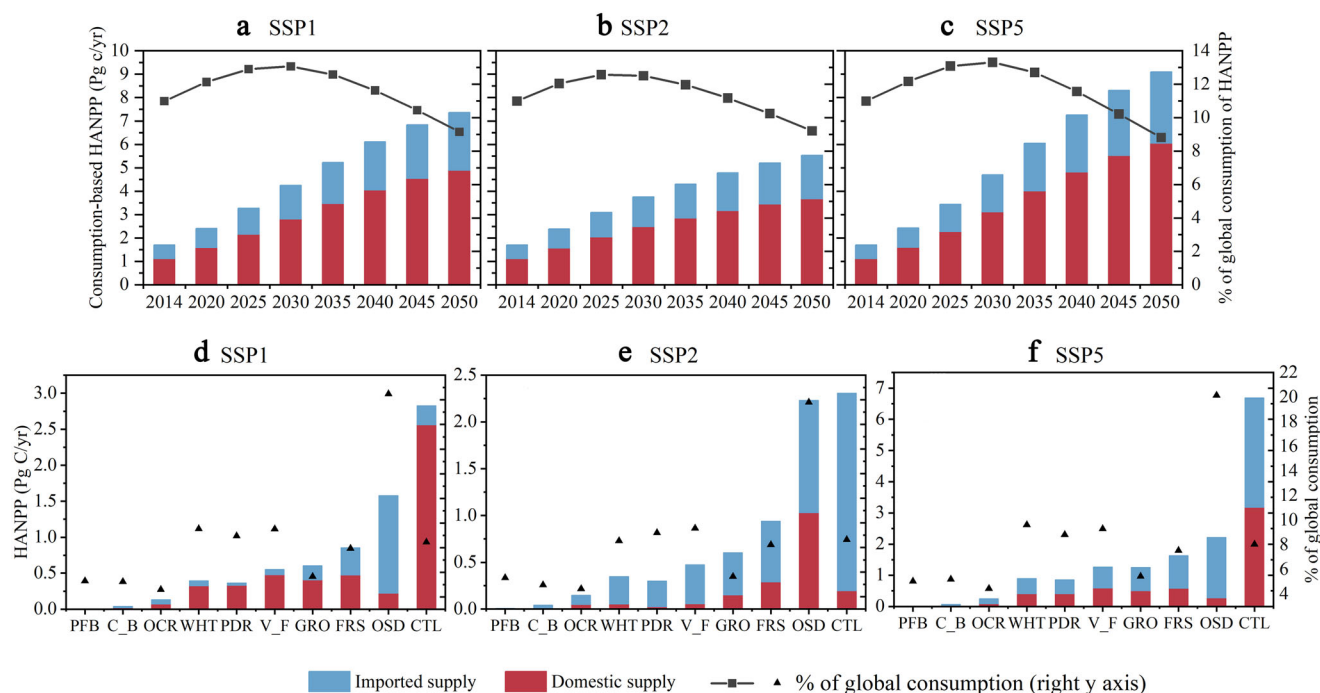 a SSP1
b SSP2
c SSP5
Consumption-based HANPP (Pg c/yr)
10
9
8
7
6
5
4
3
2
1
0
2014 2020 2025 2030 2035 2040 2045 2050
2014 2020 2025 2030 2035 2040 2045 2050
2014 2020 2025 2030 2035 2040 2045 2050
14
12
10
8
6
4
2
0
% of global consumption of HANPP
d SSP1
e SSP2
f SSP5
HANPP (Pg C/yr)
3.0
2.5
2.0
1.5
1.0
0.5
0.0
PFB C_B OCR WHT PDR V_F GRO FRS OSD CTL
2.5
2.0
1.5
1.0
0.5
0.0
PFB C_B OCR WHT PDR V_F GRO FRS OSD CTL
7
6
5
4
3
2
1
0
PFB C_B OCR WHT PDR V_F GRO FRS OSD CTL
22
20
18
16
14
12
10
8
6
4
% of global consumption
Imported supply
Domestic supply
% of global consumption (right y axis)